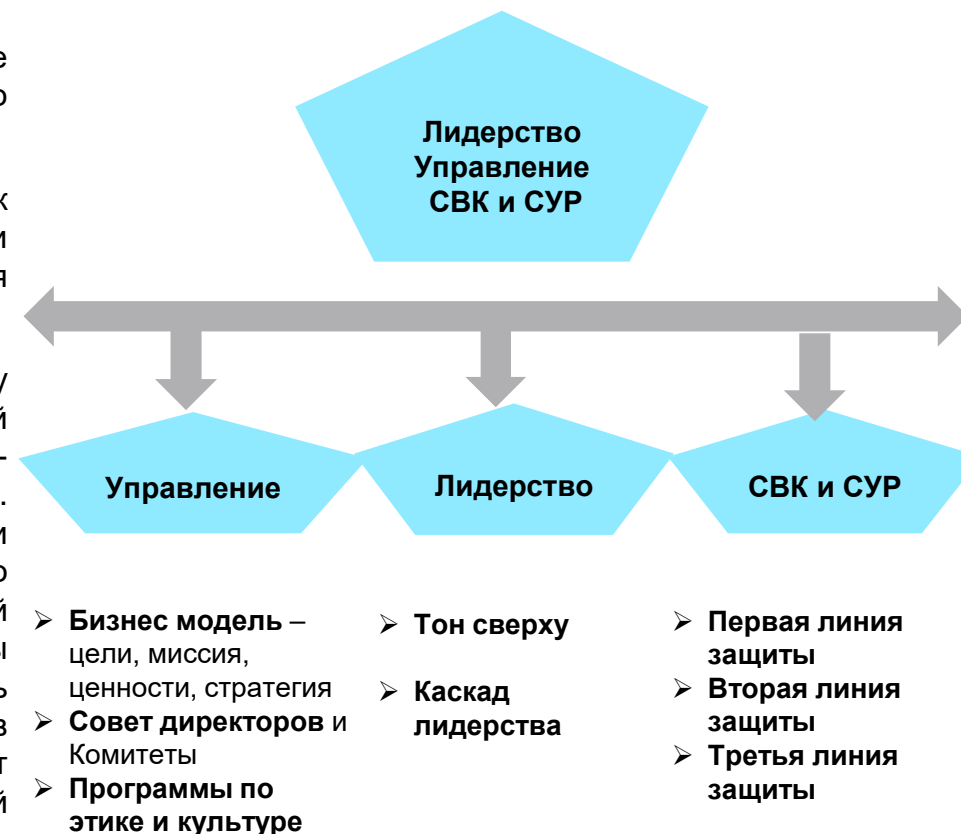 Лидерство
Управление
СВК и СУР
Управление
Лидерство
СВК и СУР
➢ Бизнес модель –
цели, миссия,
ценности, стратегия
➢ Совет директоров и
Комитеты
➢ Программы по
этике и культуре
➢ Тон сверху
➢ Каскад
лидерства
➢ Первая линия
защиты
➢ Вторая линия
защиты
➢ Третья линия
защиты